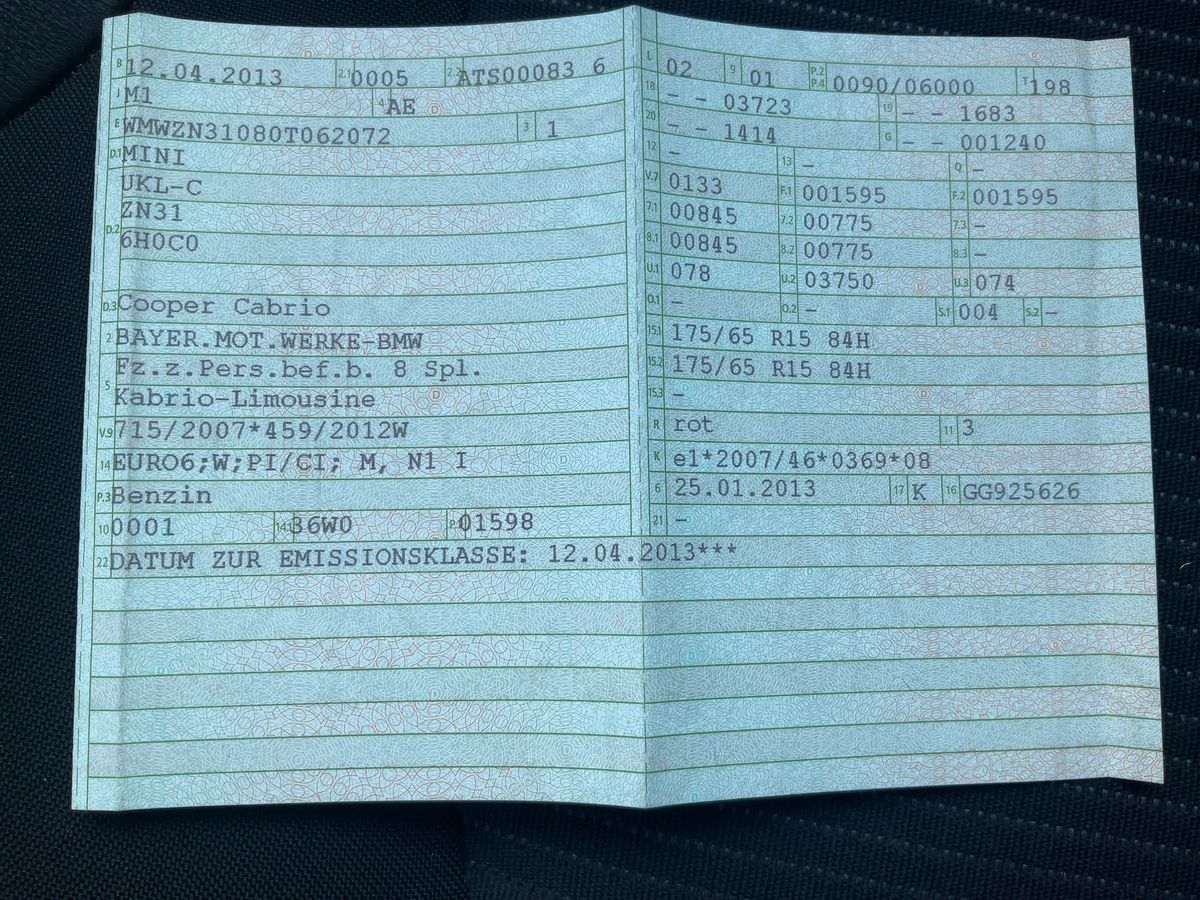 B 12.04.2013 2.1 0005 2.2 ATS00083 6
J M1 4 AE
E WMWZN31080T062072 3 1
D.1 MINI
UKL-C
ZN31
D.2 6H0C0
D.3 Cooper Cabrio
2 BAYER.MOT.WERKE-BMW
Fz.z.Pers.bef.b. 8 Spl.
5 Kabrio-Limousine
V.9 715/2007*459/2012W
14 EURO6;W;PI/CI; M, N1 I
P.3 Benzin
10 0001 14.1 36W0 P.1 01598
22 DATUM ZUR EMISSIONSKLASSE: 12.04.2013***
L 02 9 01 P.2 P.4 0090/06000 T 198
18 - - 03723 19 - - 1683
20 - - 1414 G - - 001240
12 - 13 - Q -
V.7 0133 F.1 001595 F.2 001595
7.1 00845 7.2 00775 7.3 -
8.1 00845 8.2 00775 8.3 -
U.1 078 U.2 03750 U.3 074
O.1 - O.2 - S.1 004 S.2 -
15.1 175/65 R15 84H
15.2 175/65 R15 84H
15.3 -
R rot 11 3
K e1*2007/46*0369*08
6 25.01.2013 17 K 16 GG925626
21 -